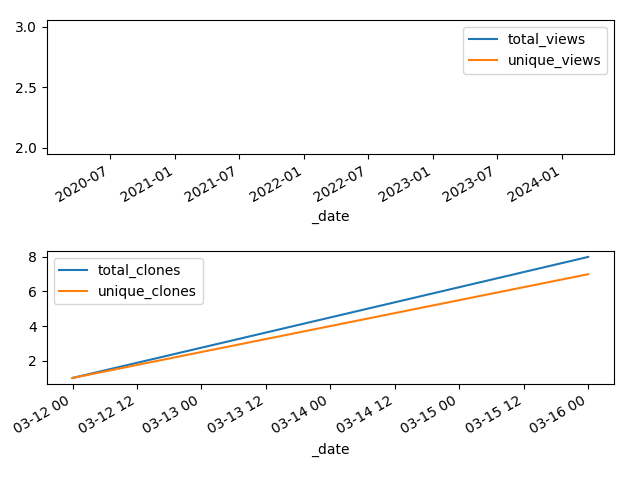 3.0
2.5
2.0
total_views
unique_views
2020-07 2021-01 2021-07 2022-01 2022-07 2023-01 2023-07 2024-01
_date
8
6
4
2
total_clones
unique_clones
03-12 00 03-12 12 03-13 00 03-13 12 03-14 00 03-14 12 03-15 00 03-15 12 03-16 00
_date